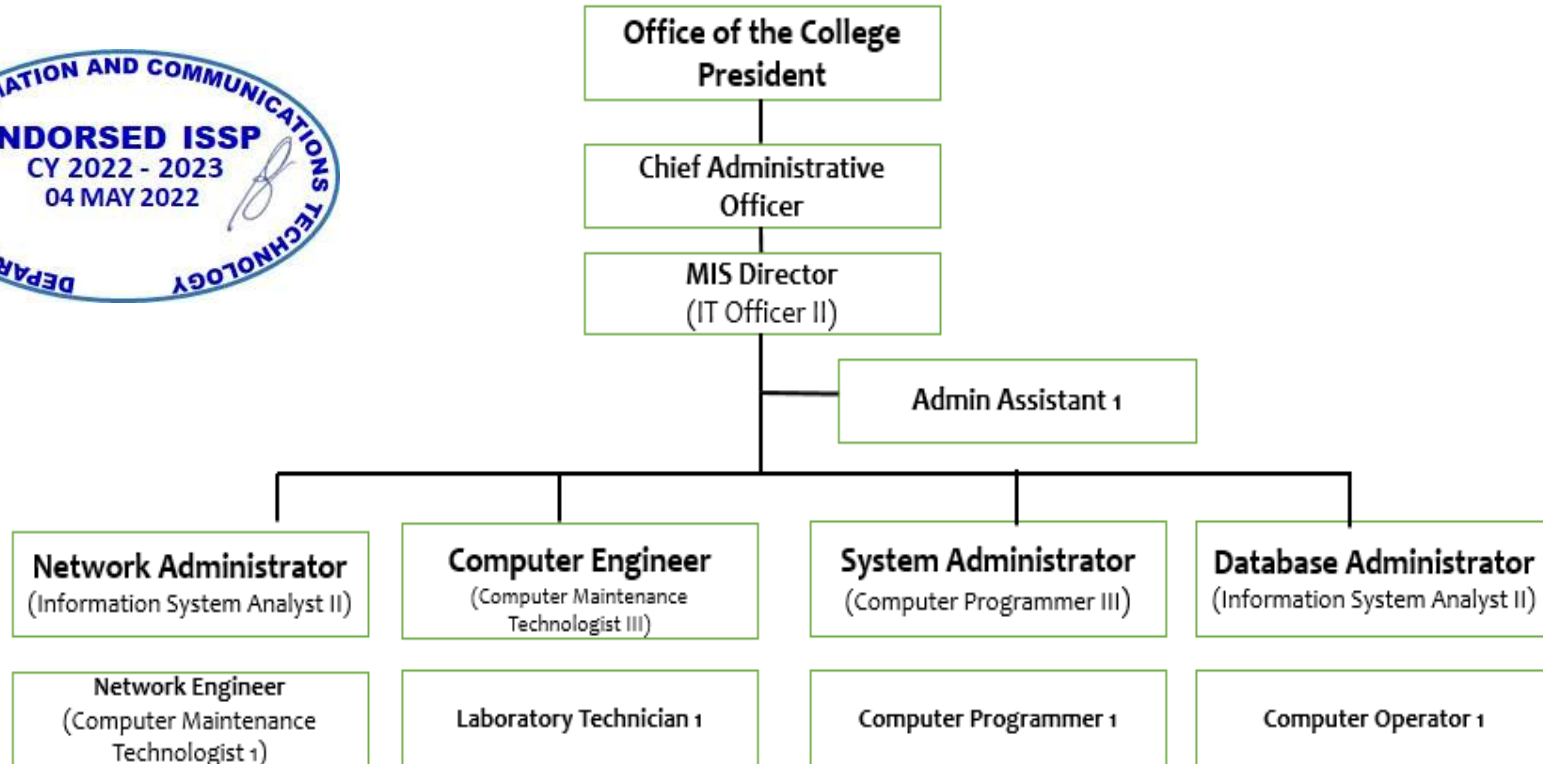 Office of the College
President
ATION AND COMMUNICATIONS TECHNOLOGY
NDORSED ISSP
CY 2022 - 2023
04 MAY 2022
DEPAR
Chief Administrative
Officer
MIS Director
(IT Officer II)
Admin Assistant 1
Network Administrator
(Information System Analyst II)
Computer Engineer
(Computer Maintenance
Technologist III)
System Administrator
(Computer Programmer III)
Database Administrator
(Information System Analyst II)
Network Engineer
(Computer Maintenance
Technologist 1)
Laboratory Technician 1
Computer Programmer 1
Computer Operator 1